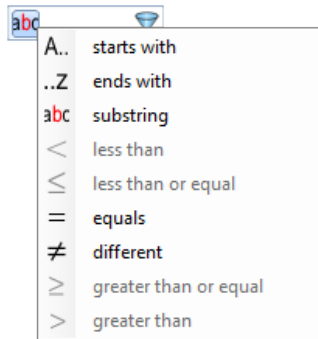 abc
A.. starts with
..Z ends with
abc substring
< less than
≤ less than or equal
= equals
≠ different
≥ greater than or equal
> greater than